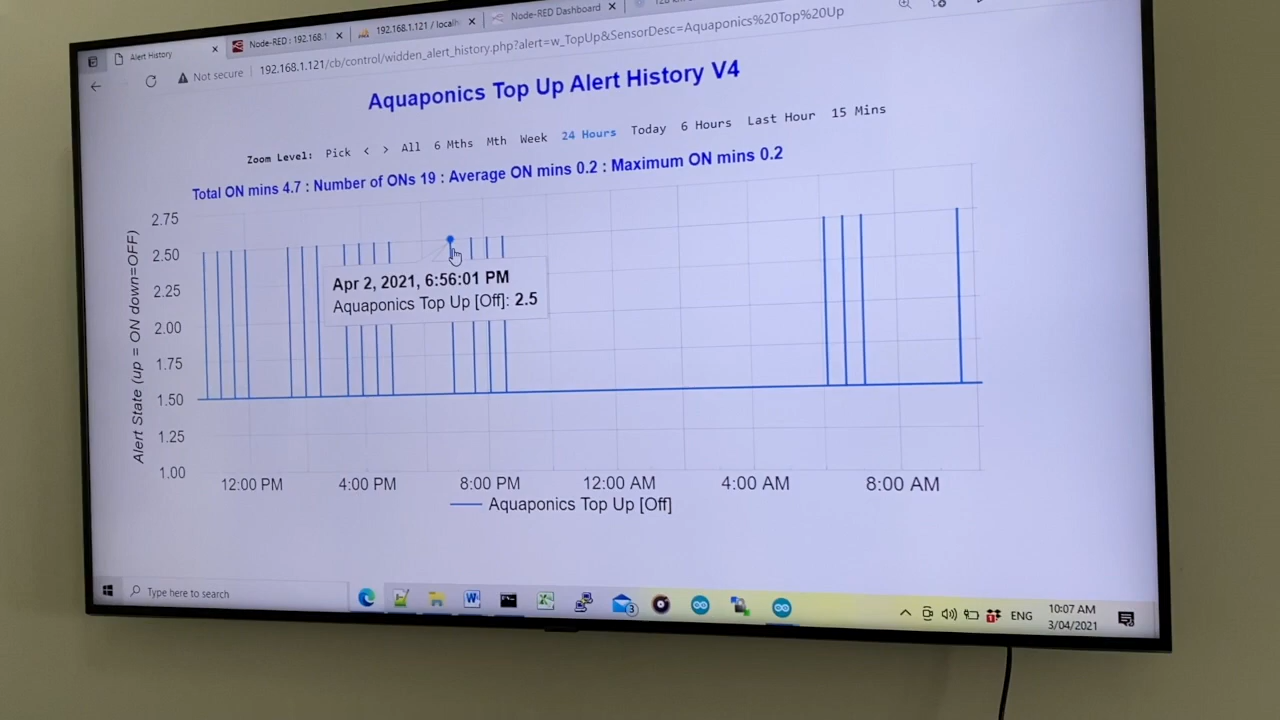 Alert History
Node-RED : 192.168.1
192.168.1.121 / localh
Node-RED Dashboard
Not secure
192.168.1.121/cb/control/widden_alert_history.php?alert=w_TopUp&SensorDesc=Aquaponics%20Top%20Up
Aquaponics Top Up Alert History V4
Zoom Level: Pick < > All 6 Mths Mth Week 24 Hours Today 6 Hours Last Hour 15 Mins
Total ON mins 4.7 : Number of ONs 19 : Average ON mins 0.2 : Maximum ON mins 0.2
Alert State (up = ON down=OFF)
2.75
2.50
2.25
2.00
1.75
1.50
1.25
1.00
Apr 2, 2021, 6:56:01 PM
Aquaponics Top Up [Off]: 2.5
12:00 PM 4:00 PM 8:00 PM 12:00 AM 4:00 AM 8:00 AM
Aquaponics Top Up [Off]
Type here to search
3
1
ENG
10:07 AM
3/04/2021